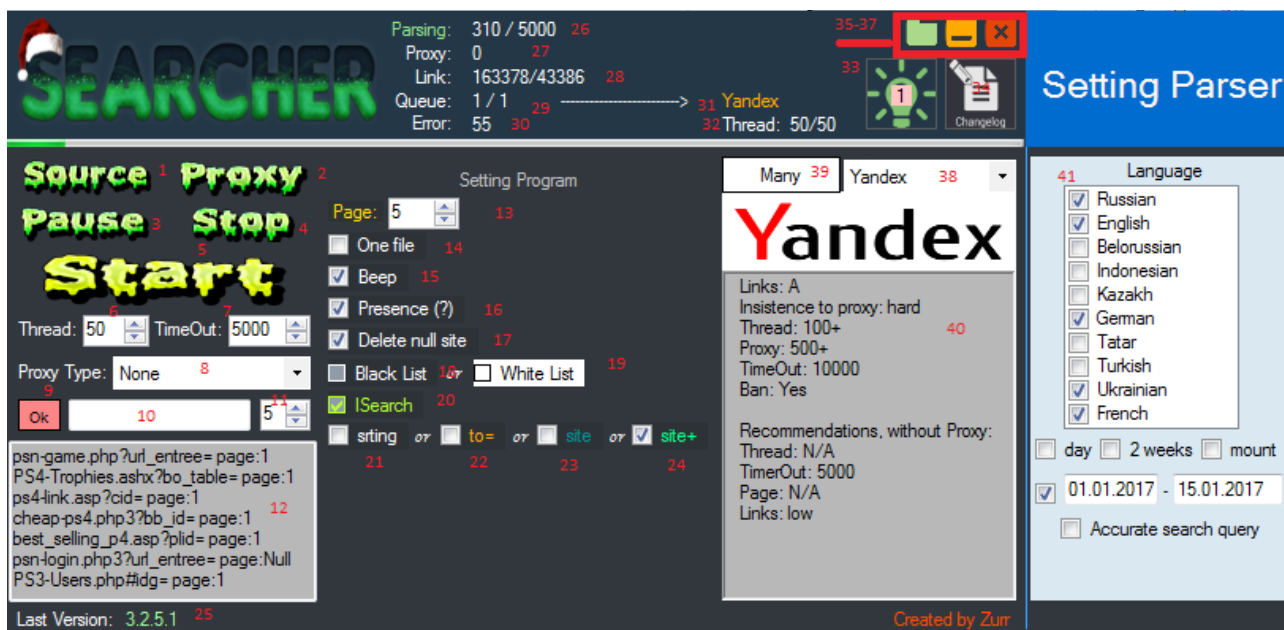 SEARCHER
Parsing: 310 / 5000 26
Proxy: 0 27
Link: 163378/43386 28
Queue: 1 / 1 29 ------------------------> 31 Yandex
Error: 55 30 32 Thread: 50/50
35-37
33 1
Changelog
Setting Parser
Source 1 Proxy 2
Pause 3 Stop 4
5
Start
6 7
Thread: 50 TimeOut: 5000
Proxy Type: None 8
9 11
Ok 10 5
psn-game.php?url_entree= page:1
PS4-Trophies.ashx?bo_table= page:1
ps4-link.asp?cid= page:1
cheap-ps4.php3?bb_id= page:1 12
best_selling_p4.asp?plid= page:1
psn-login.php3?url_entree= page:Null
PS3-Users.php#idg= page:1
Last Version: 3.2.5.1 25
Setting Program
Page: 5 13
One file 14
Beep 15
Presence (?) 16
Delete null site 17
Black List 18 or White List 19
ISearch 20
srting or to= or site or site+
21 22 23 24
Many 39 Yandex 38
Yandex
Links: A
Insistence to proxy: hard
Thread: 100+ 40
Proxy: 500+
TimeOut: 10000
Ban: Yes
Recommendations, without Proxy:
Thread: N/A
TimerOut: 5000
Page: N/A
Links: low
Created by Zurr
41 Language
Russian
English
Belorussian
Indonesian
Kazakh
German
Tatar
Turkish
Ukrainian
French
day 2 weeks mount
01.01.2017 - 15.01.2017
Accurate search query